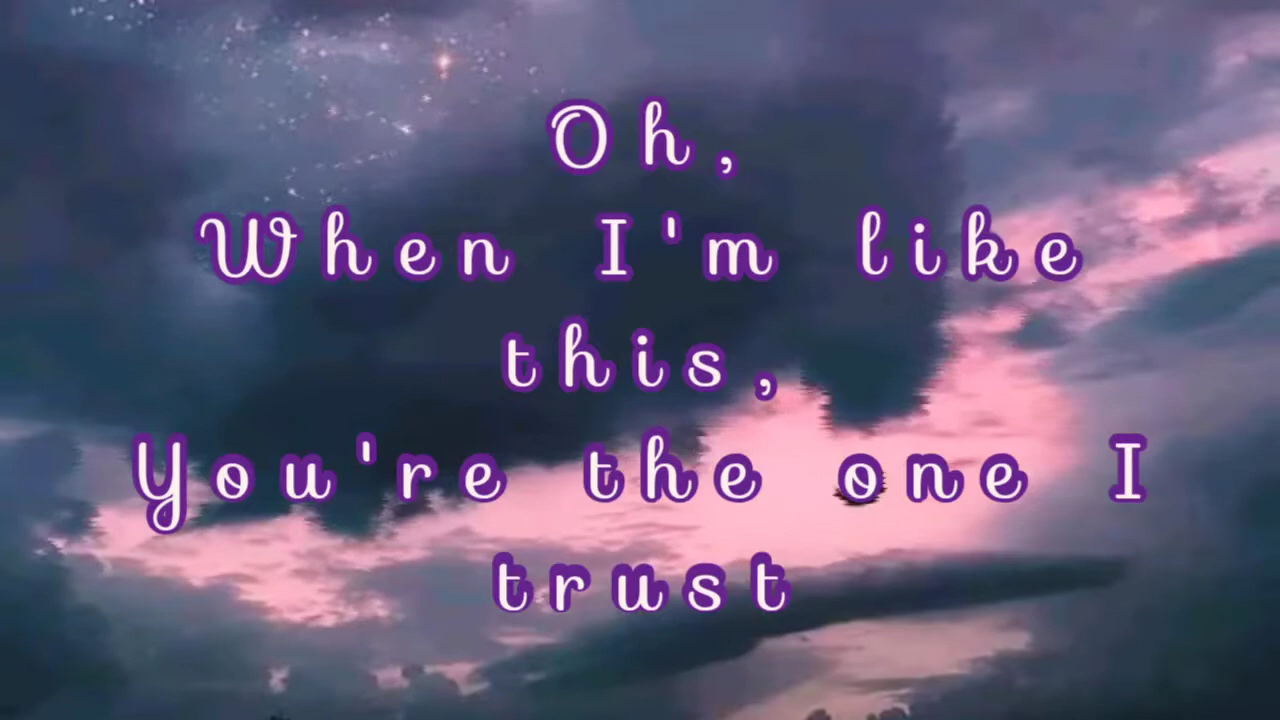 Oh,
When I'm like
this,
You're the one I
trust